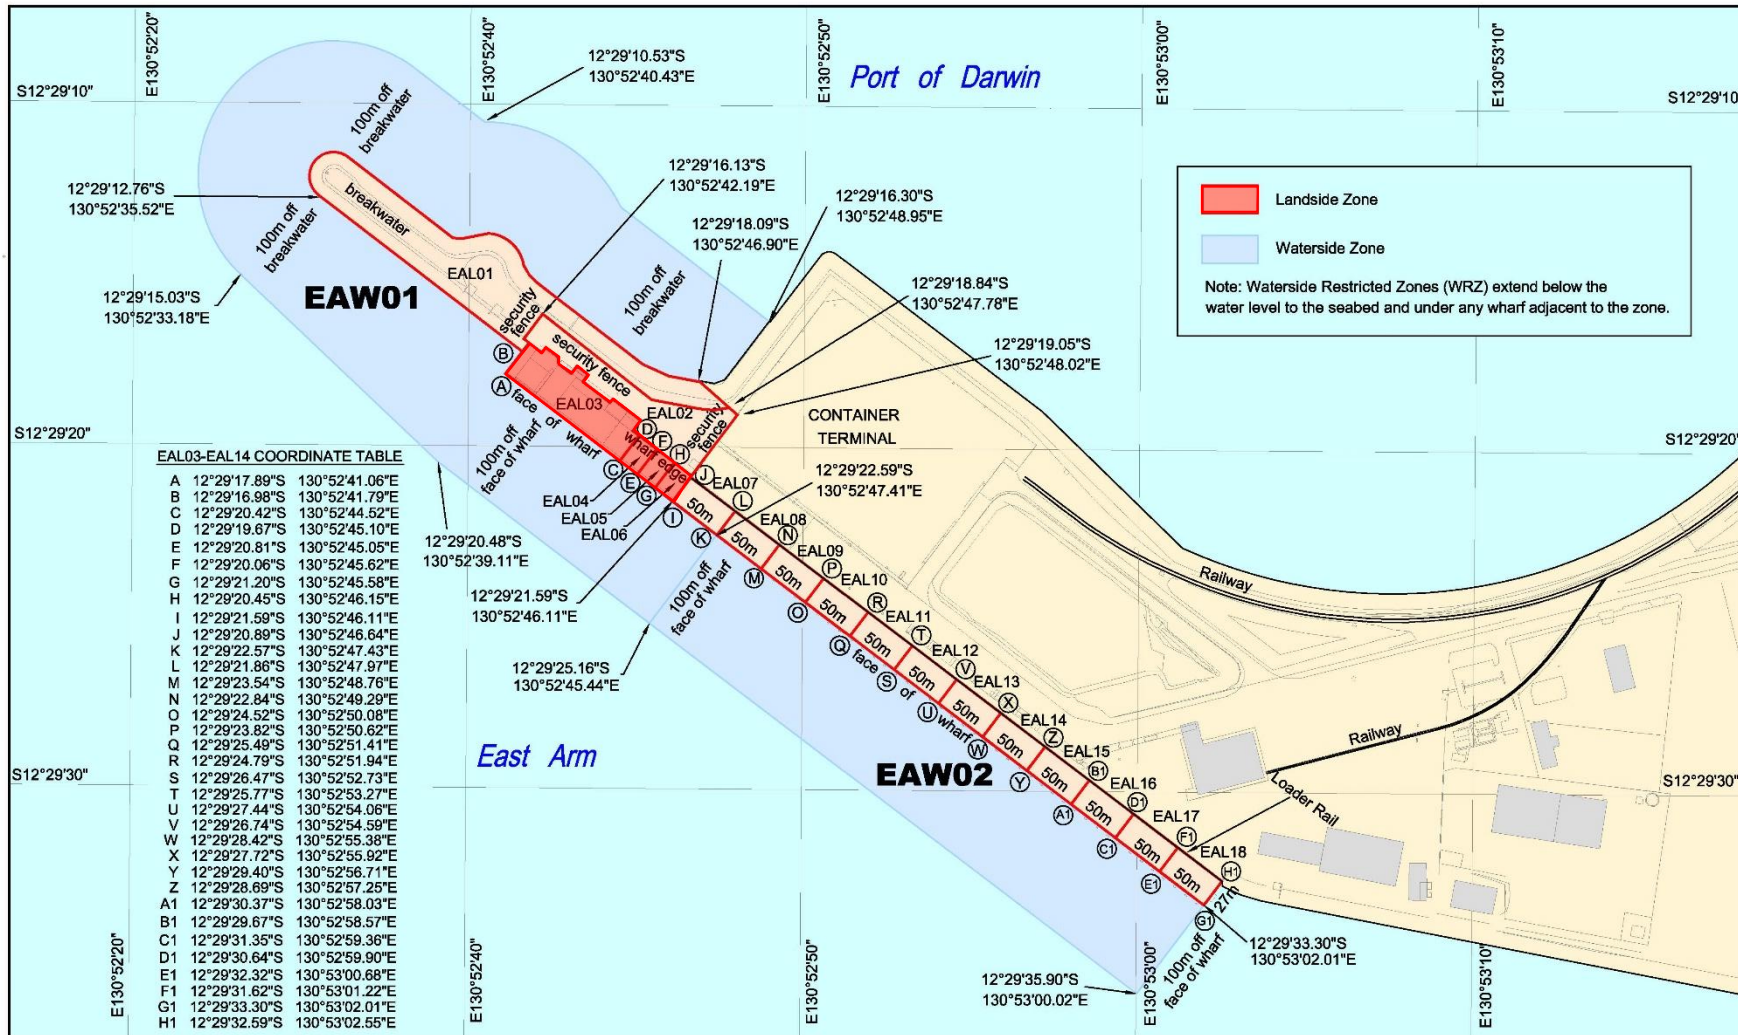 E130°52'20"
E130°52'40"
E130°52'50"
E130°53'00"
E130°53'10"
S12°29'10"
S12°29'10"
Port of Darwin
12°29'10.53"S
130°52'40.43"E
100m off
breakwater
12°29'16.13"S
130°52'42.19"E
12°29'12.76"S
130°52'35.52"E
breakwater
100m off
breakwater
12°29'16.30"S
130°52'48.95"E
12°29'18.09"S
130°52'46.90"E
Landside Zone
Waterside Zone
Note: Waterside Restricted Zones (WRZ) extend below the
water level to the seabed and under any wharf adjacent to the zone.
EAL01
EAW01
12°29'15.03"S
130°52'33.18"E
100m off
breakwater
security
fence
12°29'18.84"S
130°52'47.78"E
12°29'19.05"S
130°52'48.02"E
security fence
B
A
face of wharf
EAL03
EAL02
security
fence
D
F
H
wharf edge
CONTAINER
TERMINAL
S12°29'20"
S12°29'20"
100m off
face of wharf
C
E
G
I
K
M
O
Q
S
U
W
Y
A1
C1
E1
G1
EAL04
EAL05
EAL06
J
L
N
P
R
T
V
X
Z
B1
D1
F1
H1
EAL07
EAL08
EAL09
EAL10
EAL11
EAL12
EAL13
EAL14
EAL15
EAL16
EAL17
EAL18
50m
50m
50m
50m
50m
50m
50m
50m
50m
50m
50m
50m
27m
12°29'22.59"S
130°52'47.41"E
12°29'20.48"S
130°52'39.11"E
12°29'21.59"S
130°52'46.11"E
100m off
face of wharf
12°29'25.16"S
130°52'45.44"E
face of wharf
Railway
Railway
Loader Rail
East Arm
EAW02
S12°29'30"
S12°29'30"
12°29'33.30"S
130°53'02.01"E
100m off
face of wharf
12°29'35.90"S
130°53'00.02"E
EAL03-EAL14 COORDINATE TABLE
A 12°29'17.89"S 130°52'41.06"E
B 12°29'16.98"S 130°52'41.79"E
C 12°29'20.42"S 130°52'44.52"E
D 12°29'19.67"S 130°52'45.10"E
E 12°29'20.81"S 130°52'45.05"E
F 12°29'20.06"S 130°52'45.62"E
G 12°29'21.20"S 130°52'45.58"E
H 12°29'20.45"S 130°52'46.15"E
I 12°29'21.59"S 130°52'46.11"E
J 12°29'20.89"S 130°52'46.64"E
K 12°29'22.57"S 130°52'47.43"E
L 12°29'21.86"S 130°52'47.97"E
M 12°29'23.54"S 130°52'48.76"E
N 12°29'22.84"S 130°52'49.29"E
O 12°29'24.52"S 130°52'50.08"E
P 12°29'23.82"S 130°52'50.62"E
Q 12°29'25.49"S 130°52'51.41"E
R 12°29'24.79"S 130°52'51.94"E
S 12°29'26.47"S 130°52'52.73"E
T 12°29'25.77"S 130°52'53.27"E
U 12°29'27.44"S 130°52'54.06"E
V 12°29'26.74"S 130°52'54.59"E
W 12°29'28.42"S 130°52'55.38"E
X 12°29'27.72"S 130°52'55.92"E
Y 12°29'29.40"S 130°52'56.71"E
Z 12°29'28.69"S 130°52'57.25"E
A1 12°29'30.37"S 130°52'58.03"E
B1 12°29'29.67"S 130°52'58.57"E
C1 12°29'31.35"S 130°52'59.36"E
D1 12°29'30.64"S 130°52'59.90"E
E1 12°29'32.32"S 130°53'00.68"E
F1 12°29'31.62"S 130°53'01.22"E
G1 12°29'33.30"S 130°53'02.01"E
H1 12°29'32.59"S 130°53'02.55"E
E130°52'20"
E130°52'40"
E130°52'50"
E130°53'00"
E130°53'10"